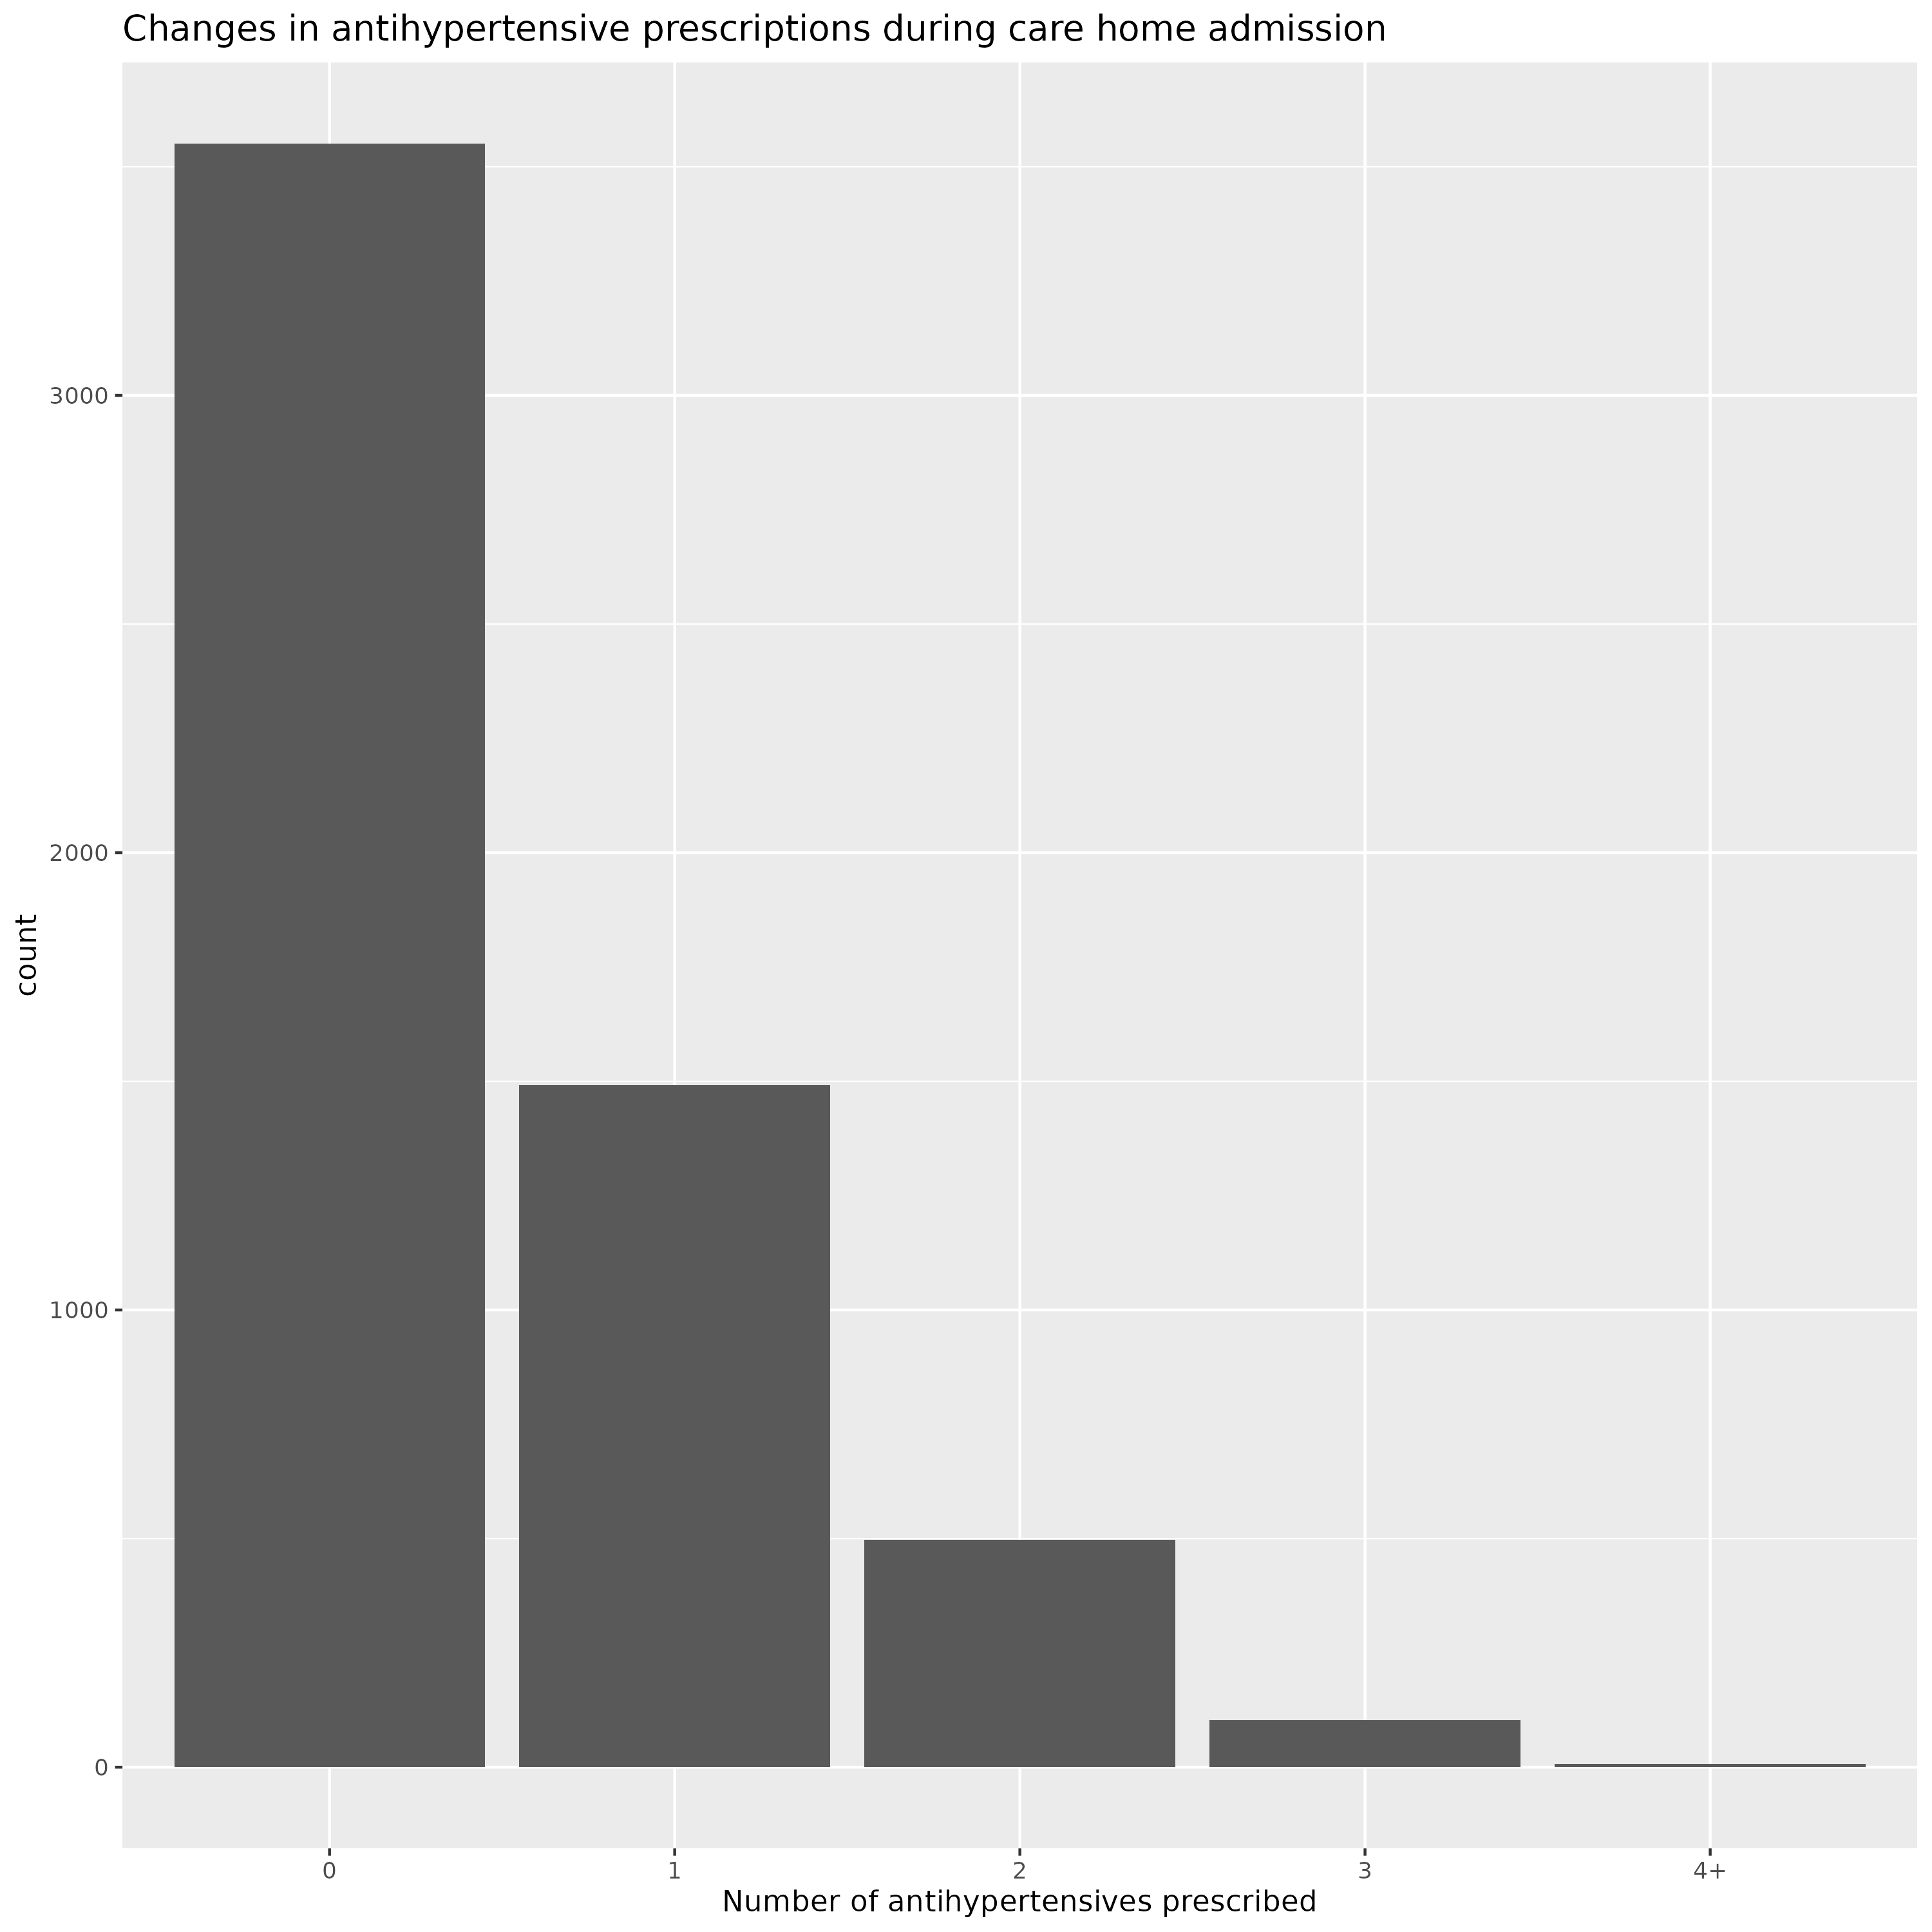 Changes in antihypertensive prescriptions during care home admission
count
3000
2000
1000
0
0 1 2 3 4+
Number of antihypertensives prescribed